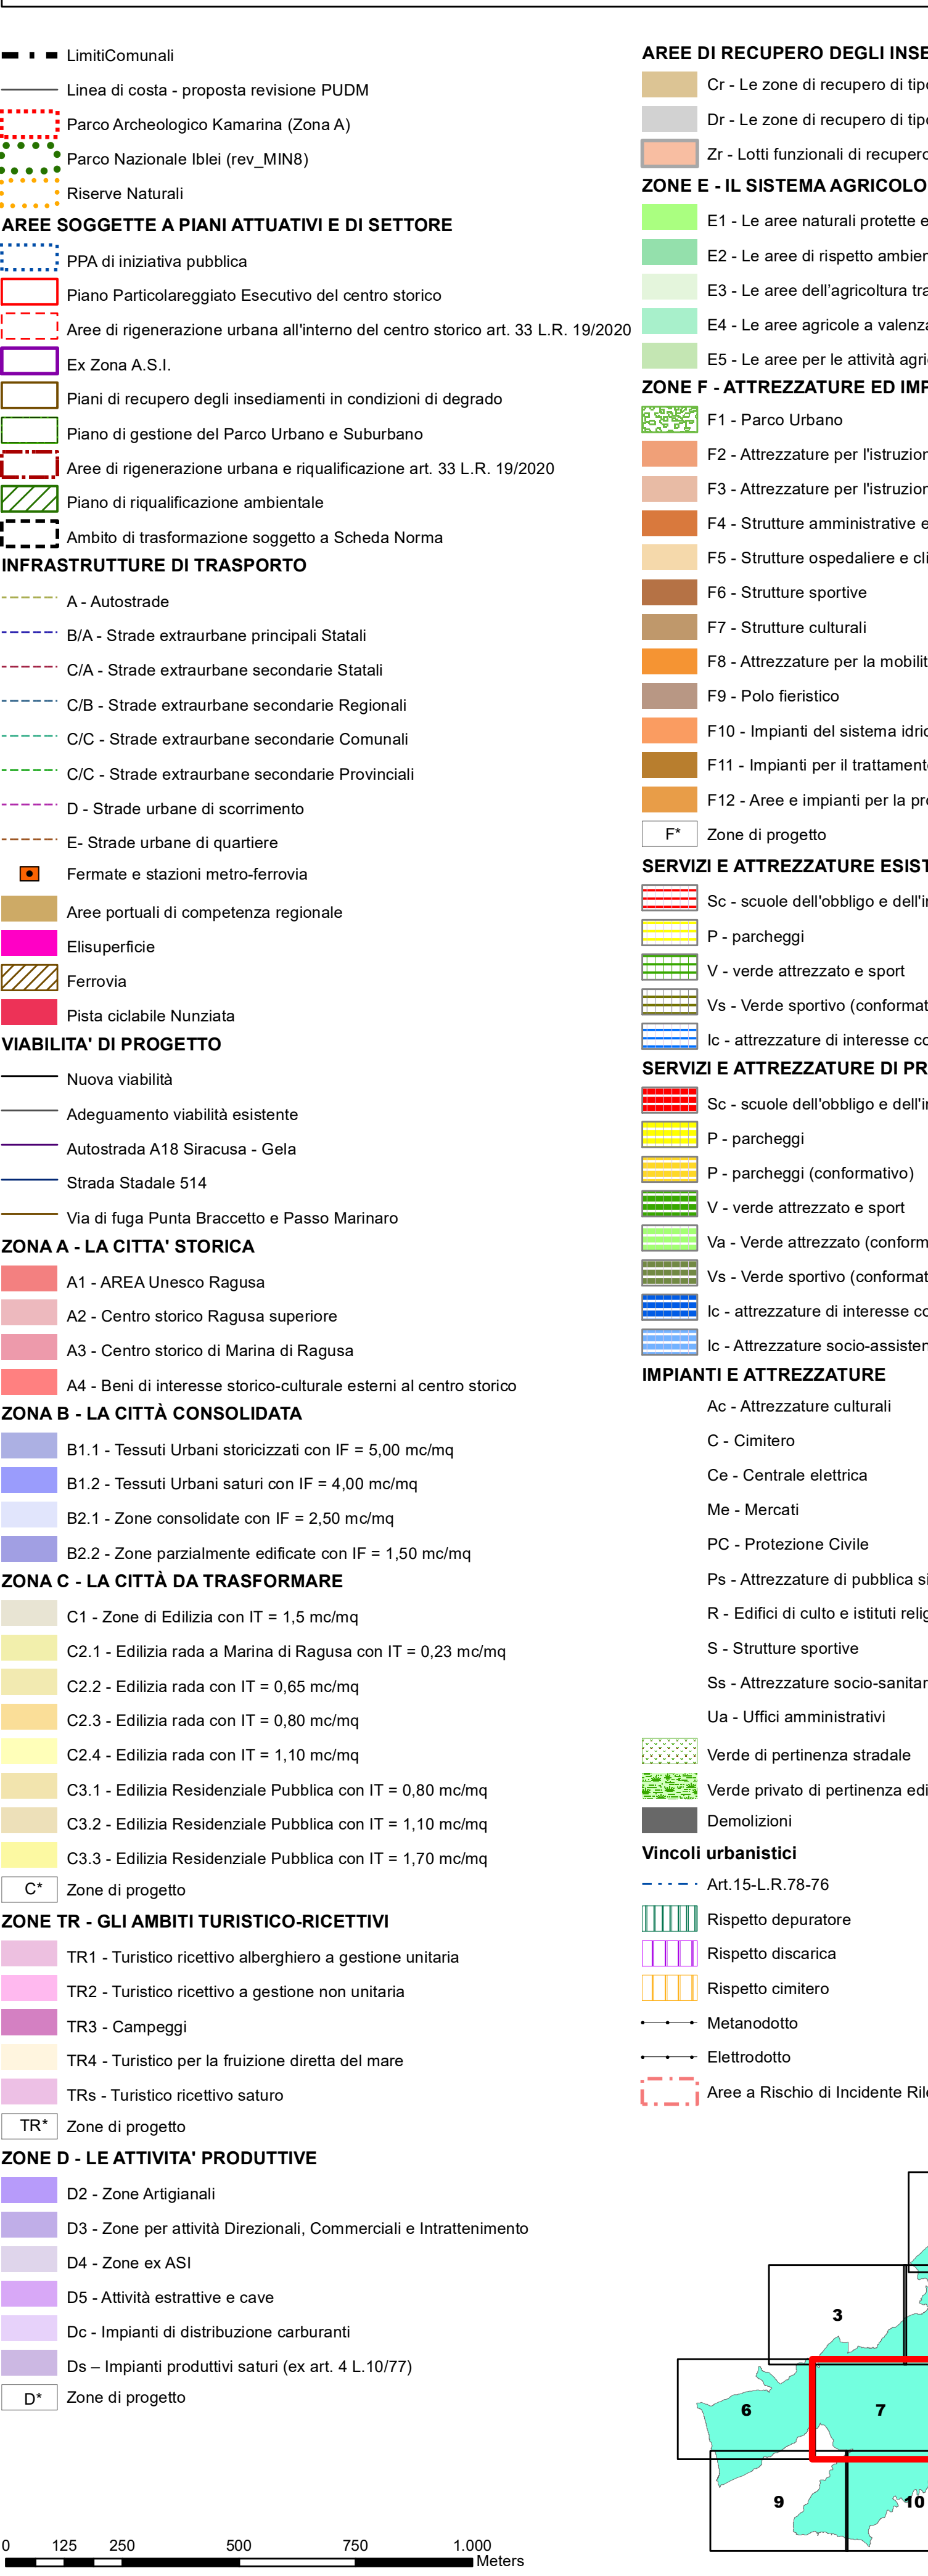 LimitiComunali
Linea di costa - proposta revisione PUDM
Parco Archeologico Kamarina (Zona A)
Parco Nazionale Iblei (rev_MIN8)
Riserve Naturali
AREE SOGGETTE A PIANI ATTUATIVI E DI SETTORE
PPA di iniziativa pubblica
Piano Particolareggiato Esecutivo del centro storico
Aree di rigenerazione urbana all'interno del centro storico art. 33 L.R. 19/2020
Ex Zona A.S.I.
Piani di recupero degli insediamenti in condizioni di degrado
Piano di gestione del Parco Urbano e Suburbano
Aree di rigenerazione urbana e riqualificazione art. 33 L.R. 19/2020
Piano di riqualificazione ambientale
Ambito di trasformazione soggetto a Scheda Norma
INFRASTRUTTURE DI TRASPORTO
A - Autostrade
B/A - Strade extraurbane principali Statali
C/A - Strade extraurbane secondarie Statali
C/B - Strade extraurbane secondarie Regionali
C/C - Strade extraurbane secondarie Comunali
C/C - Strade extraurbane secondarie Provinciali
D - Strade urbane di scorrimento
E- Strade urbane di quartiere
Fermate e stazioni metro-ferrovia
Aree portuali di competenza regionale
Elisuperficie
Ferrovia
Pista ciclabile Nunziata
VIABILITA' DI PROGETTO
Nuova viabilità
Adeguamento viabilità esistente
Autostrada A18 Siracusa - Gela
Strada Stadale 514
Via di fuga Punta Braccetto e Passo Marinaro
ZONA A - LA CITTA' STORICA
A1 - AREA Unesco Ragusa
A2 - Centro storico Ragusa superiore
A3 - Centro storico di Marina di Ragusa
A4 - Beni di interesse storico-culturale esterni al centro storico
ZONA B - LA CITTÀ CONSOLIDATA
B1.1 - Tessuti Urbani storicizzati con IF = 5,00 mc/mq
B1.2 - Tessuti Urbani saturi con IF = 4,00 mc/mq
B2.1 - Zone consolidate con IF = 2,50 mc/mq
B2.2 - Zone parzialmente edificate con IF = 1,50 mc/mq
ZONA C - LA CITTÀ DA TRASFORMARE
C1 - Zone di Edilizia con IT = 1,5 mc/mq
C2.1 - Edilizia rada a Marina di Ragusa con IT = 0,23 mc/mq
C2.2 - Edilizia rada con IT = 0,65 mc/mq
C2.3 - Edilizia rada con IT = 0,80 mc/mq
C2.4 - Edilizia rada con IT = 1,10 mc/mq
C3.1 - Edilizia Residenziale Pubblica con IT = 0,80 mc/mq
C3.2 - Edilizia Residenziale Pubblica con IT = 1,10 mc/mq
C3.3 - Edilizia Residenziale Pubblica con IT = 1,70 mc/mq
C* Zone di progetto
ZONE TR - GLI AMBITI TURISTICO-RICETTIVI
TR1 - Turistico ricettivo alberghiero a gestione unitaria
TR2 - Turistico ricettivo a gestione non unitaria
TR3 - Campeggi
TR4 - Turistico per la fruizione diretta del mare
TRs - Turistico ricettivo saturo
TR* Zone di progetto
ZONE D - LE ATTIVITA' PRODUTTIVE
D2 - Zone Artigianali
D3 - Zone per attività Direzionali, Commerciali e Intrattenimento
D4 - Zone ex ASI
D5 - Attività estrattive e cave
Dc - Impianti di distribuzione carburanti
Ds – Impianti produttivi saturi (ex art. 4 L.10/77)
D* Zone di progetto
0 125 250 500 750 1.000
Meters
AREE DI RECUPERO DEGLI INSE
Cr - Le zone di recupero di tipo
Dr - Le zone di recupero di tipo
Zr - Lotti funzionali di recupero
ZONE E - IL SISTEMA AGRICOLO
E1 - Le aree naturali protette e
E2 - Le aree di rispetto ambien
E3 - Le aree dell’agricoltura tra
E4 - Le aree agricole a valenza
E5 - Le aree per le attività agri
ZONE F - ATTREZZATURE ED IMP
F1 - Parco Urbano
F2 - Attrezzature per l'istruzion
F3 - Attrezzature per l'istruzion
F4 - Strutture amministrative e
F5 - Strutture ospedaliere e cli
F6 - Strutture sportive
F7 - Strutture culturali
F8 - Attrezzature per la mobilit
F9 - Polo fieristico
F10 - Impianti del sistema idric
F11 - Impianti per il trattament
F12 - Aree e impianti per la pro
F* Zone di progetto
SERVIZI E ATTREZZATURE ESIST
Sc - scuole dell'obbligo e dell'in
P - parcheggi
V - verde attrezzato e sport
Vs - Verde sportivo (conformat
Ic - attrezzature di interesse co
SERVIZI E ATTREZZATURE DI PR
Sc - scuole dell'obbligo e dell'in
P - parcheggi
P - parcheggi (conformativo)
V - verde attrezzato e sport
Va - Verde attrezzato (conform
Vs - Verde sportivo (conformat
Ic - attrezzature di interesse co
Ic - Attrezzature socio-assisten
IMPIANTI E ATTREZZATURE
Ac - Attrezzature culturali
C - Cimitero
Ce - Centrale elettrica
Me - Mercati
PC - Protezione Civile
Ps - Attrezzature di pubblica si
R - Edifici di culto e istituti relig
S - Strutture sportive
Ss - Attrezzature socio-sanitar
Ua - Uffici amministrativi
Verde di pertinenza stradale
Verde privato di pertinenza edi
Demolizioni
Vincoli urbanistici
Art.15-L.R.78-76
Rispetto depuratore
Rispetto discarica
Rispetto cimitero
Metanodotto
Elettrodotto
Aree a Rischio di Incidente Rile
3
6 7
9 10